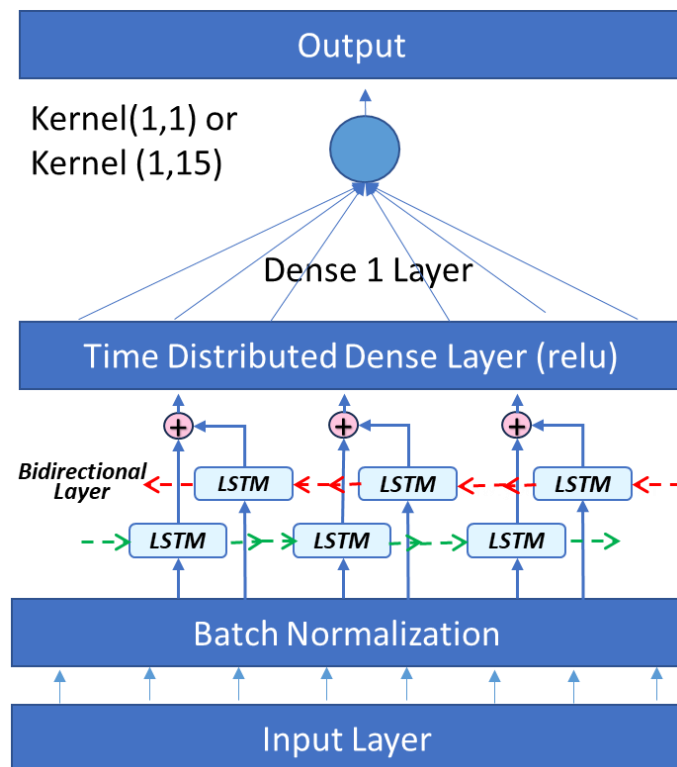 Output
Kernel(1,1) or
Kernel (1,15)
Dense 1 Layer
Time Distributed Dense Layer (relu)
+ + +
Bidirectional
Layer
LSTM LSTM LSTM
LSTM LSTM LSTM
Batch Normalization
Input Layer